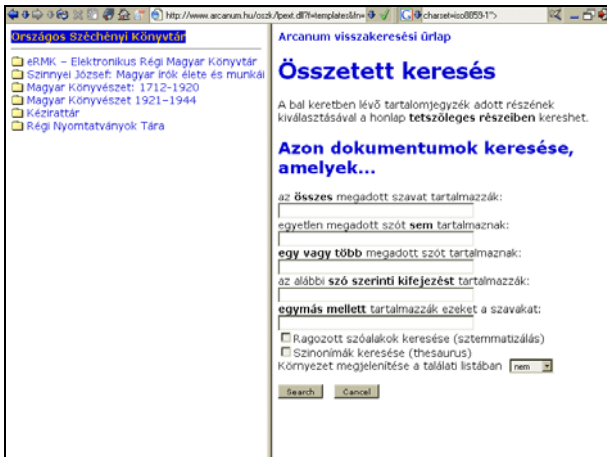 http://www.arcanum.hu/oszk/lpext.dll?f=templates&fn=
charset=iso8859-1">
Országos Széchényi Könyvtár
eRMK – Elektronikus Régi Magyar Könyvtár
Szinnyei József: Magyar írók élete és munkái
Magyar Könyvészet: 1712-1920
Magyar Könyvészet 1921-1944
Kézirattár
Régi Nyomtatványok Tára
Arcanum visszakeresési űrlap
Összetett keresés
A bal keretben lévő tartalomjegyzék adott részének
kiválasztásával a honlap tetszőleges részeiben kereshet.
Azon dokumentumok keresése,
amelyek...
az összes megadott szavat tartalmazzák:
egyetlen megadott szót sem tartalmaznak:
egy vagy több megadott szót tartalmaznak:
az alábbi szó szerinti kifejezést tartalmazzák:
egymás mellett tartalmazzák ezeket a szavakat:
Ragozott szóalakok keresése (sztemmatizálás)
Szinonímák keresése (thesaurus)
Környezet megjelenítése a találati listában nem
Search Cancel